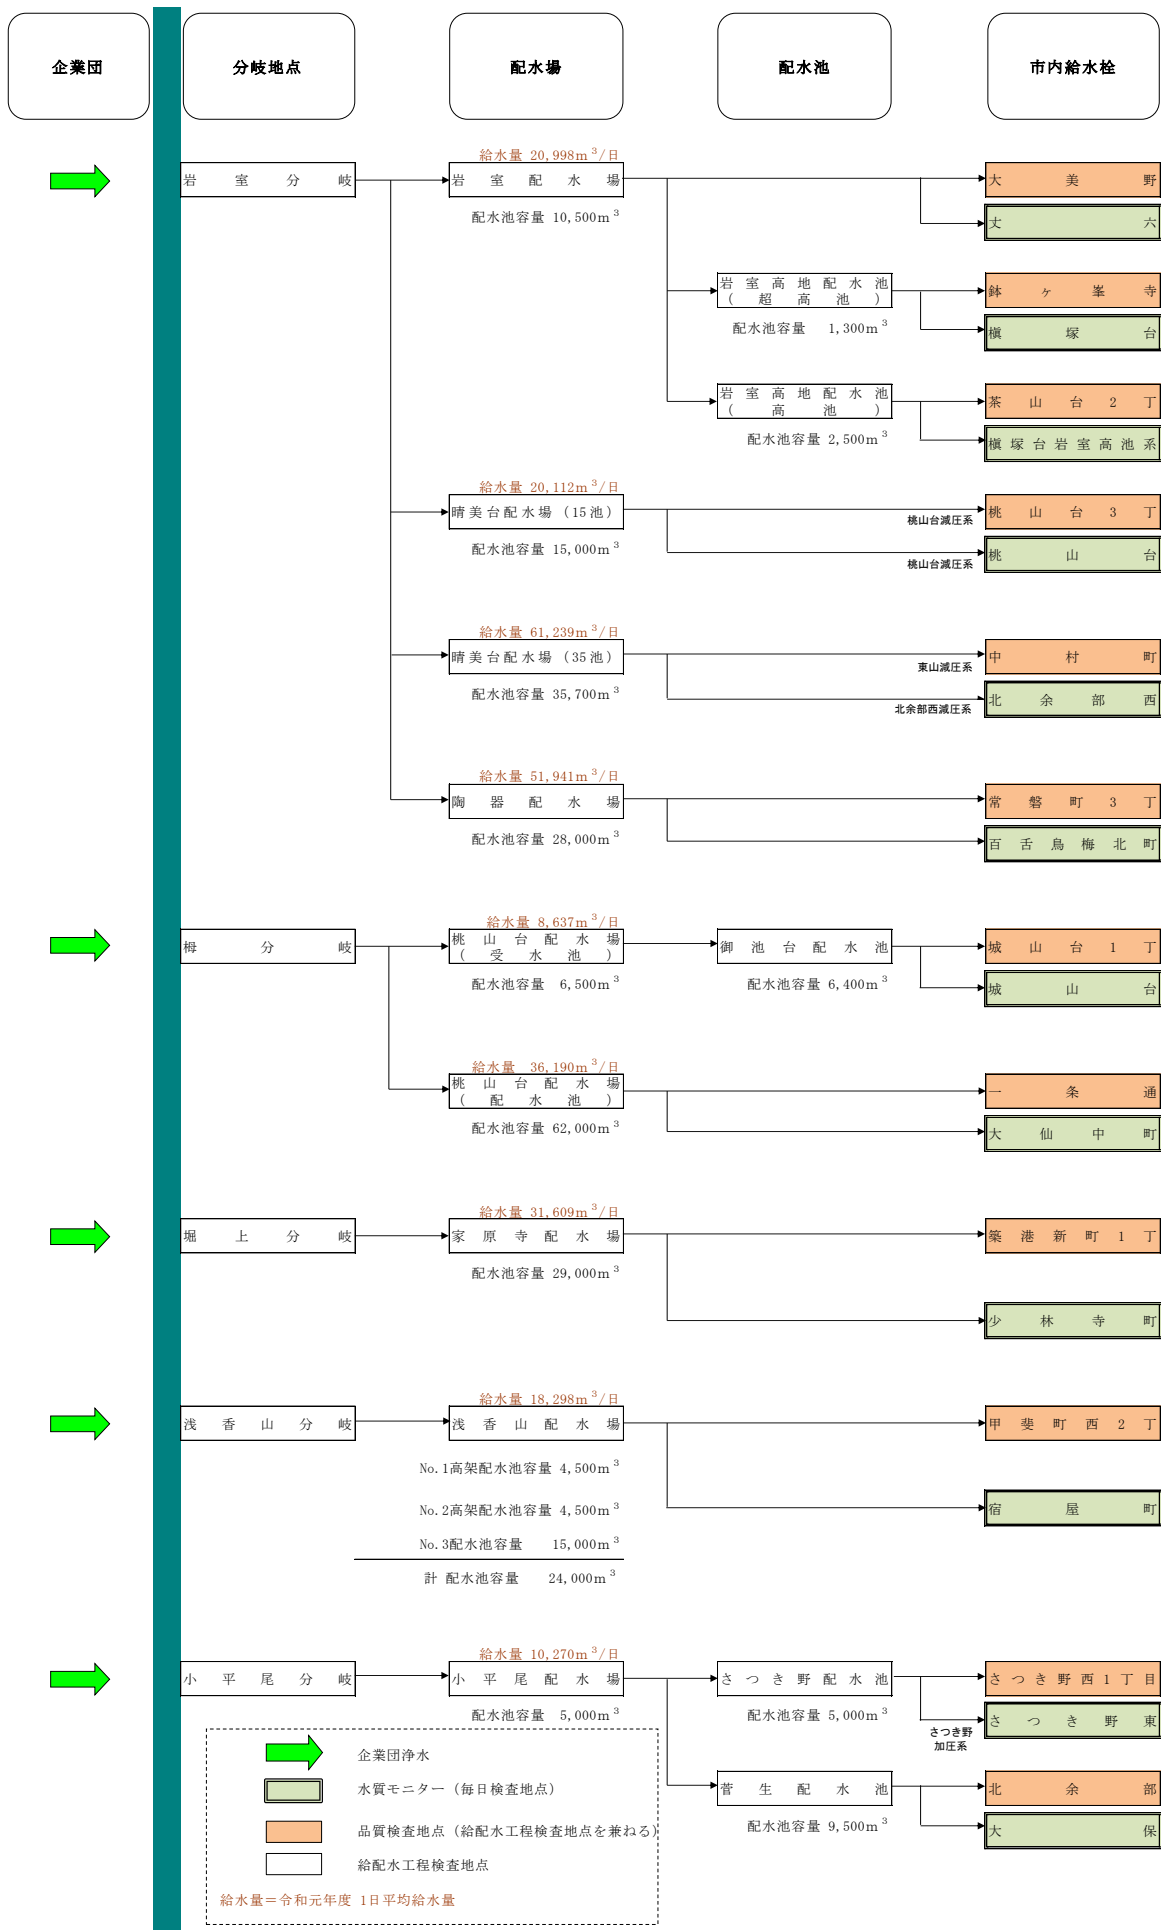 企業団
分岐地点
配水場
配水池
市内給水栓
給水量 20,998m³/日
岩室分岐
岩室配水場
大美野
配水池容量 10,500m³
丈六
岩室高地配水池
(超高池)
鉢ヶ峯寺
配水池容量 1,300m³
槇塚台
岩室高地配水池
(高池)
茶山台2丁
配水池容量 2,500m³
槇塚台岩室高池系
給水量 20,112m³/日
晴美台配水場(15池)
桃山台減圧系
桃山台3丁
配水池容量 15,000m³
桃山台減圧系
桃山台
給水量 61,239m³/日
晴美台配水場(35池)
東山減圧系
中村町
配水池容量 35,700m³
北余部西減圧系
北余部西
給水量 51,941m³/日
陶器配水場
常磐町3丁
配水池容量 28,000m³
百舌鳥梅北町
給水量 8,637m³/日
栂分岐
桃山台配水場
(受水池)
御池台配水池
城山台1丁
配水池容量 6,500m³
配水池容量 6,400m³
城山台
給水量 36,190m³/日
桃山台配水場
(配水池)
一条通
配水池容量 62,000m³
大仙中町
給水量 31,609m³/日
堀上分岐
家原寺配水場
築港新町1丁
配水池容量 29,000m³
少林寺町
給水量 18,298m³/日
浅香山分岐
浅香山配水場
甲斐町西2丁
No.1高架配水池容量 4,500m³
No.2高架配水池容量 4,500m³
宿屋町
No.3配水池容量 15,000m³
計 配水池容量 24,000m³
給水量 10,270m³/日
小平尾分岐
小平尾配水場
さつき野配水池
さつき野西1丁目
配水池容量 5,000m³
配水池容量 5,000m³
さつき野
加圧系
さつき野東
菅生配水池
北余部
配水池容量 9,500m³
大保
企業団浄水
水質モニター(毎日検査地点)
品質検査地点(給配水工程検査地点を兼ねる)
給配水工程検査地点
給水量=令和元年度 1日平均給水量